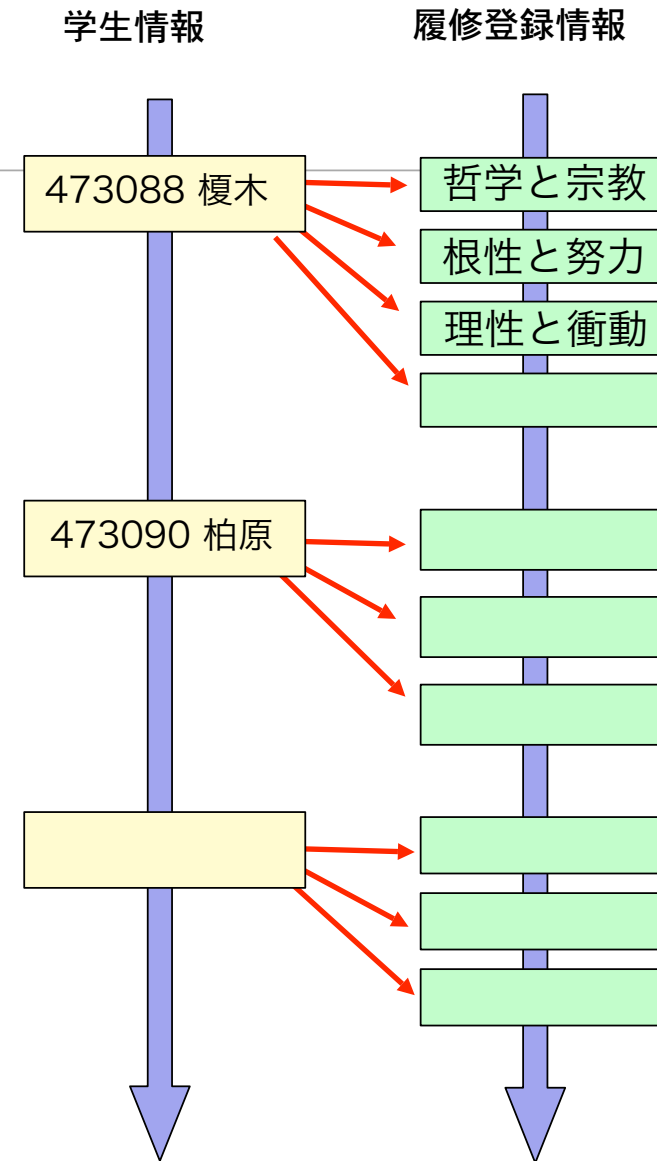 学生情報
履修登録情報
473088 榎木
哲学と宗教
根性と努力
理性と衝動
473090 柏原